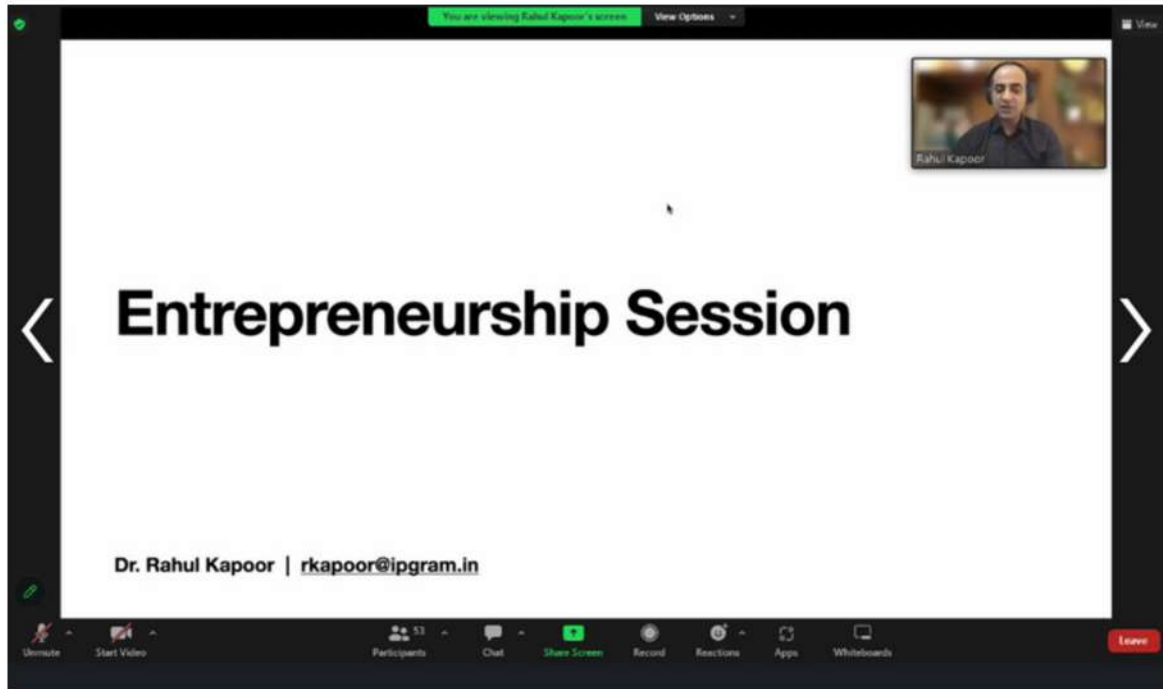 You are viewing Rahul Kapoor's screen View Options
View
Rahul Kapoor
Entrepreneurship Session
Dr. Rahul Kapoor | rkapoor@ipgram.in
53
Unmute Start Video Participants Chat Share Screen Record Reactions Apps Whiteboards Leave